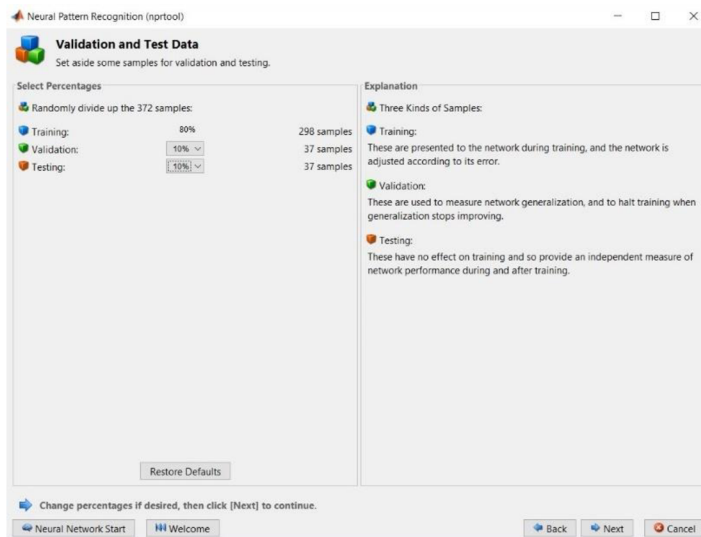 Neural Pattern Recognition (nprtool)
Validation and Test Data
Set aside some samples for validation and testing.
Select Percentages
Randomly divide up the 372 samples:
Training: 80% 298 samples
Validation: 10% 37 samples
Testing: 10% 37 samples
Restore Defaults
Explanation
Three Kinds of Samples:
Training:
These are presented to the network during training, and the network is
adjusted according to its error.
Validation:
These are used to measure network generalization, and to halt training when
generalization stops improving.
Testing:
These have no effect on training and so provide an independent measure of
network performance during and after training.
Change percentages if desired, then click [Next] to continue.
Neural Network Start Welcome Back Next Cancel